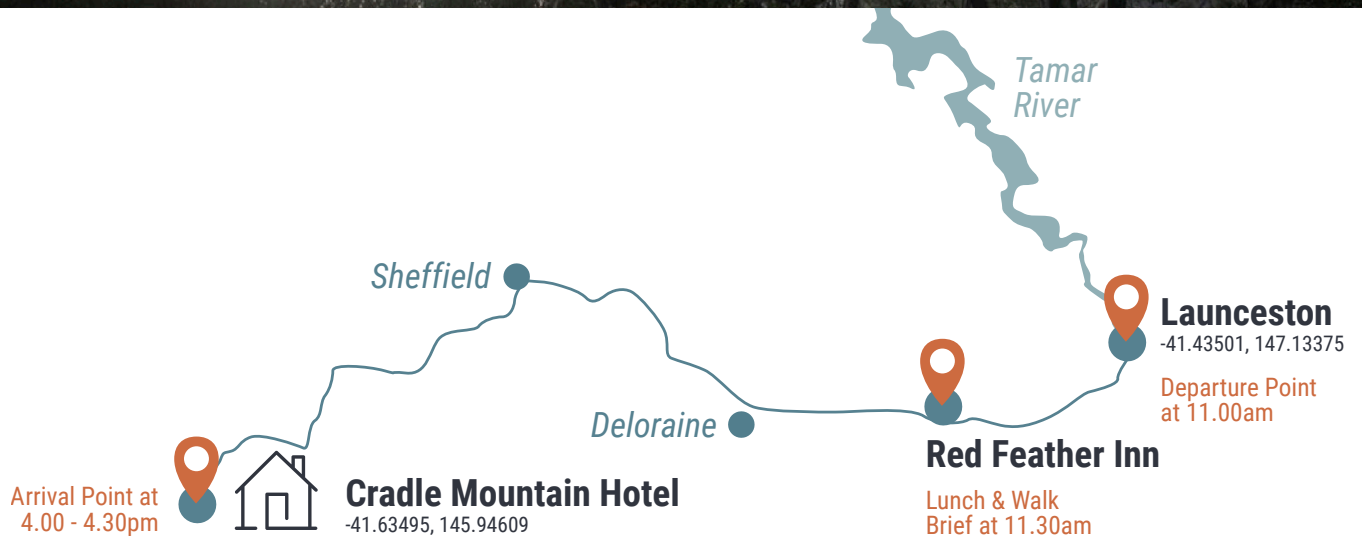 Tamar
River
Sheffield
Launceston
-41.43501, 147.13375
Departure Point
at 11.00am
Deloraine
Red Feather Inn
Lunch & Walk
Brief at 11.30am
Arrival Point at
4.00 - 4.30pm
Cradle Mountain Hotel
-41.63495, 145.94609